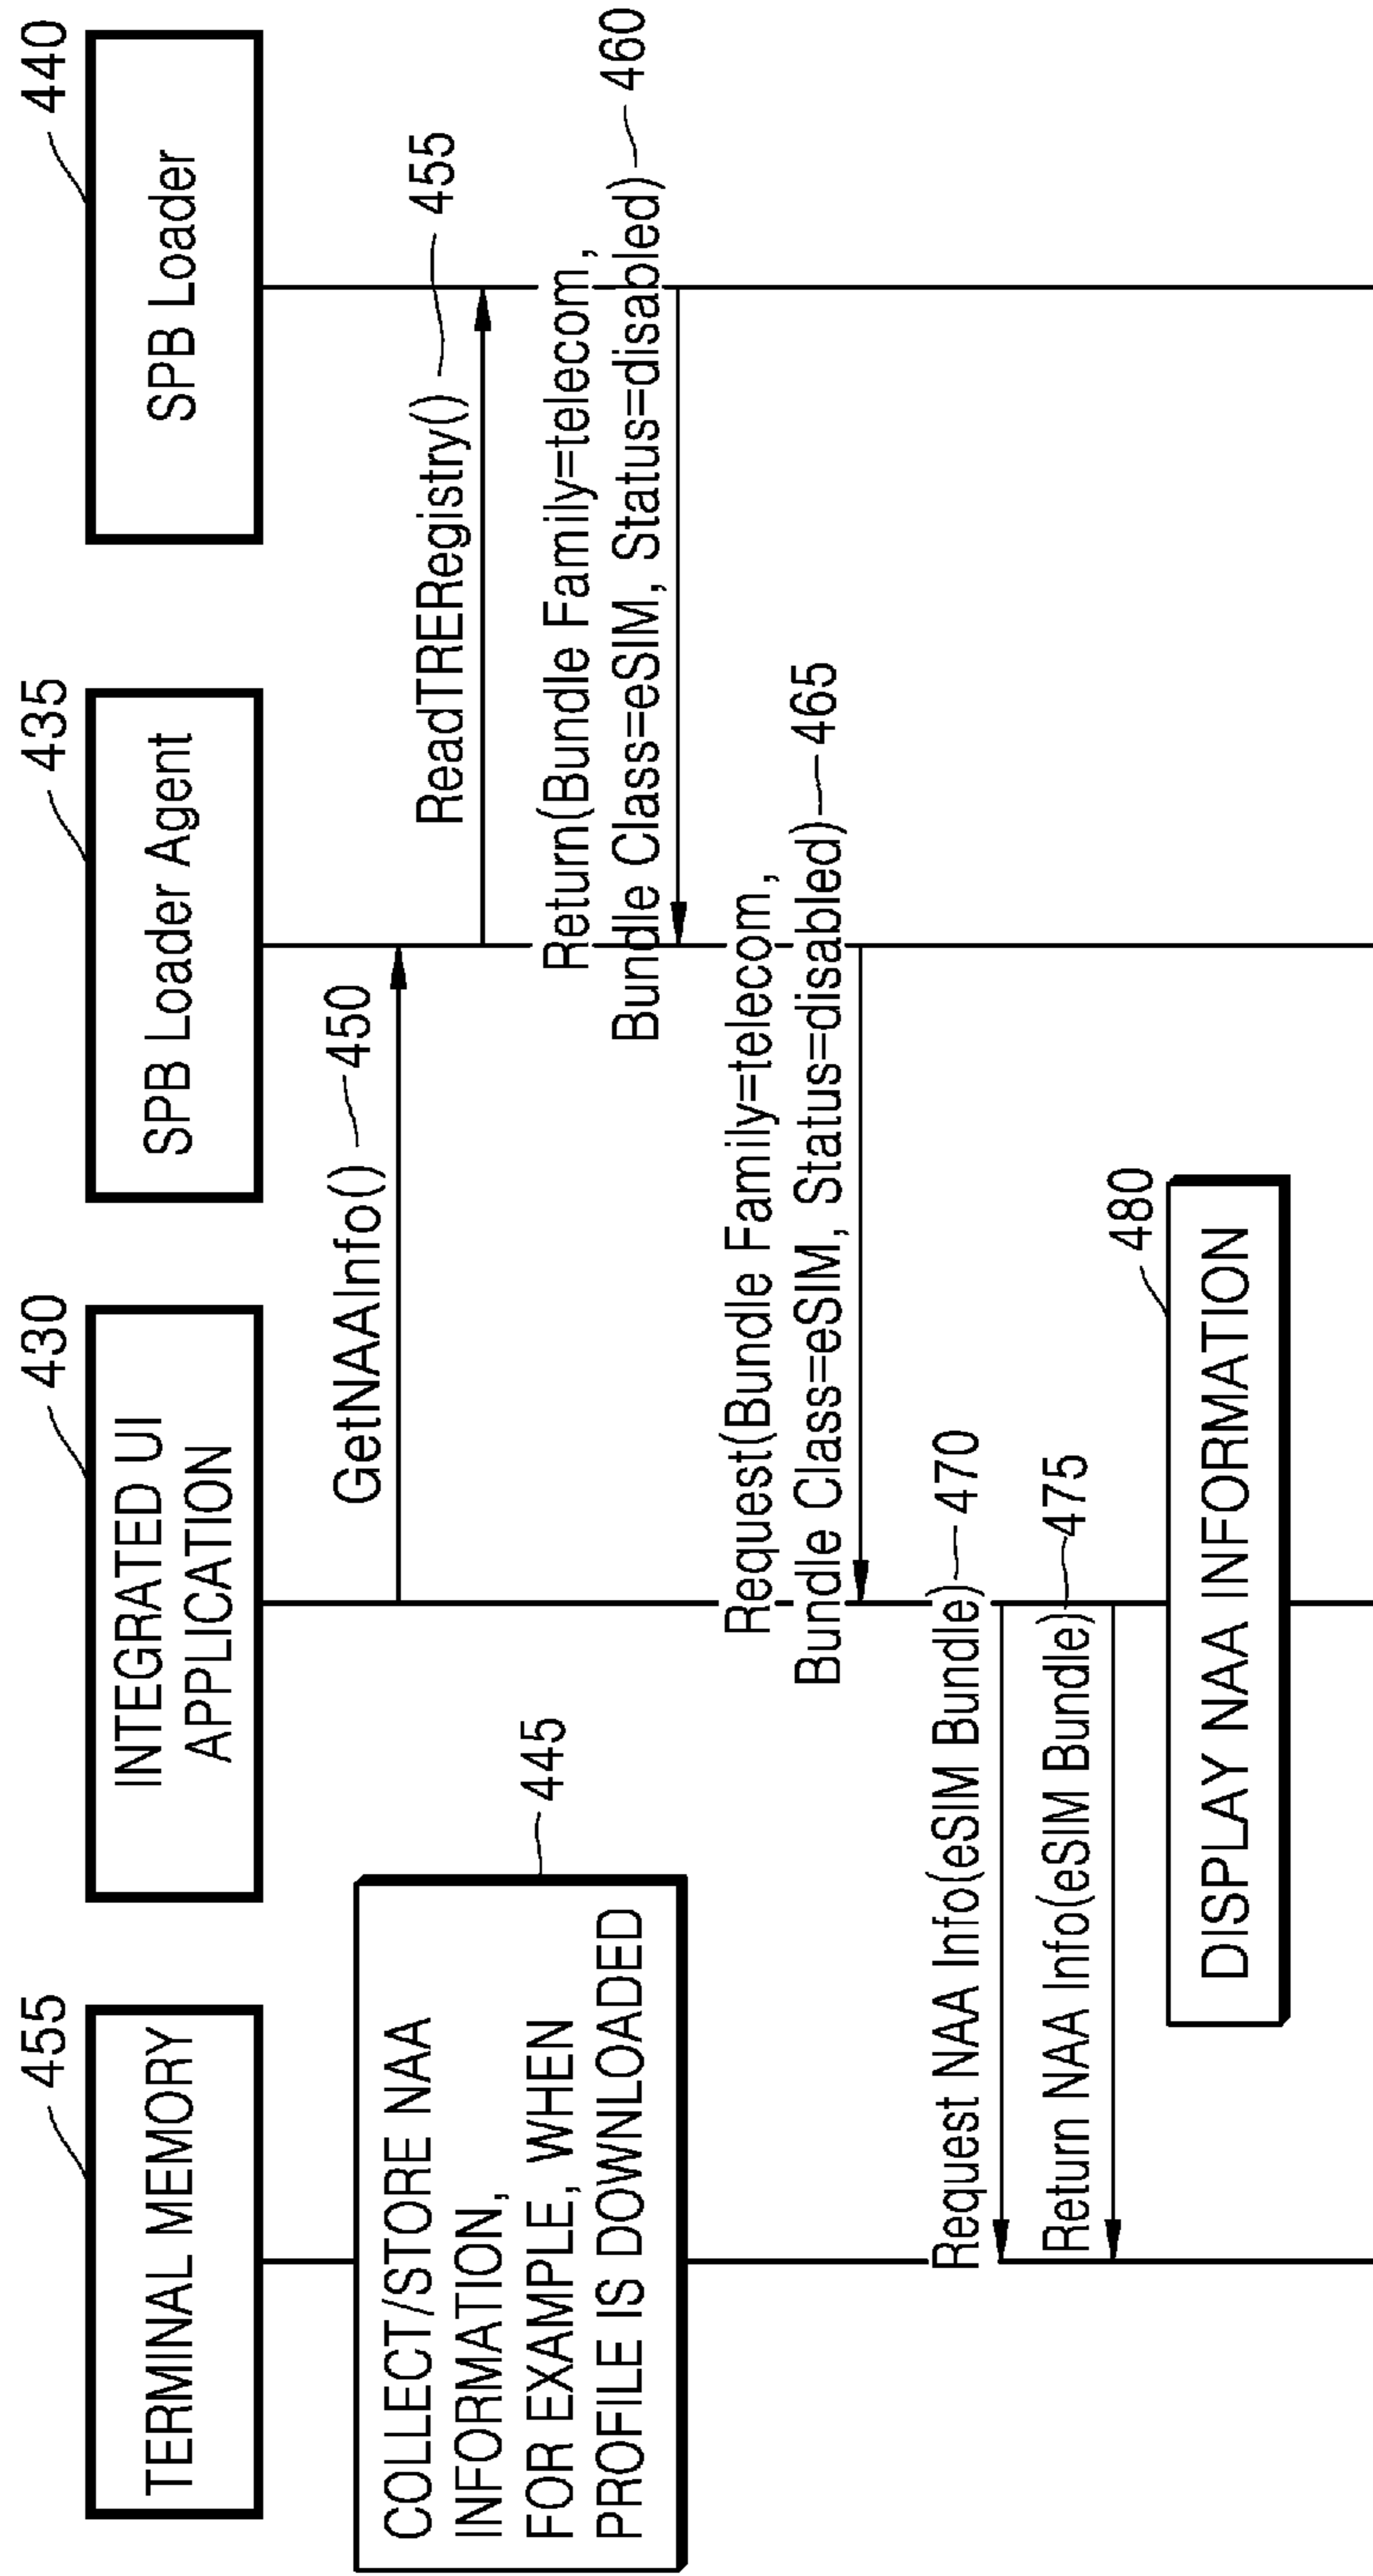 455
TERMINAL MEMORY
430
INTEGRATED UI
APPLICATION
435
SPB Loader Agent
440
SPB Loader
COLLECT/STORE NAA
INFORMATION,
FOR EXAMPLE, WHEN
PROFILE IS DOWNLOADED
445
GetNAAInfo() 450
ReadTRERegistry() 455
Return(Bundle Family=telecom,
Bundle Class=eSIM, Status=disabled) 460
Request(Bundle Family=telecom,
Bundle Class=eSIM, Status=disabled) 465
Request NAA Info(eSIM Bundle) 470
Return NAA Info(eSIM Bundle) 475
480
DISPLAY NAA INFORMATION